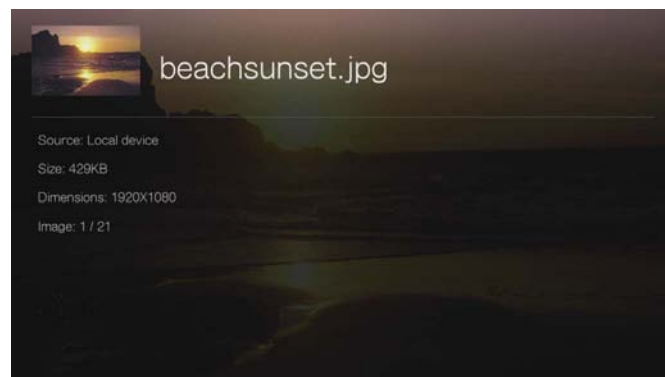 beachsunset.jpg
Source: Local device
Size: 429KB
Dimensions: 1920X1080
Image: 1 / 21